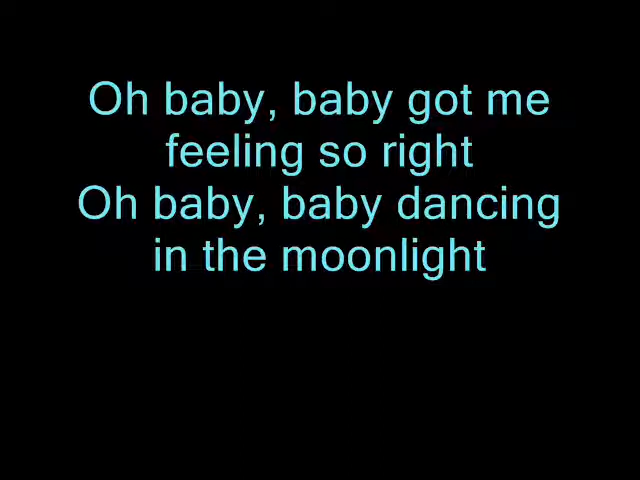 Oh baby, baby got me
feeling so right
Oh baby, baby dancing
in the moonlight